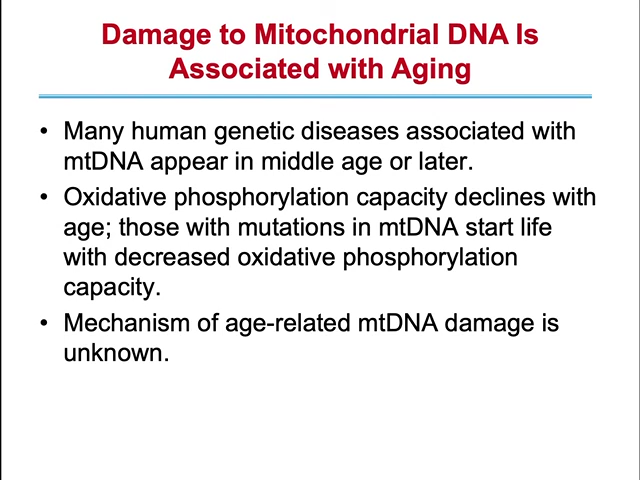 Damage to Mitochondrial DNA Is
Associated with Aging
• Many human genetic diseases associated with
mtDNA appear in middle age or later.
• Oxidative phosphorylation capacity declines with
age; those with mutations in mtDNA start life
with decreased oxidative phosphorylation
capacity.
• Mechanism of age-related mtDNA damage is
unknown.